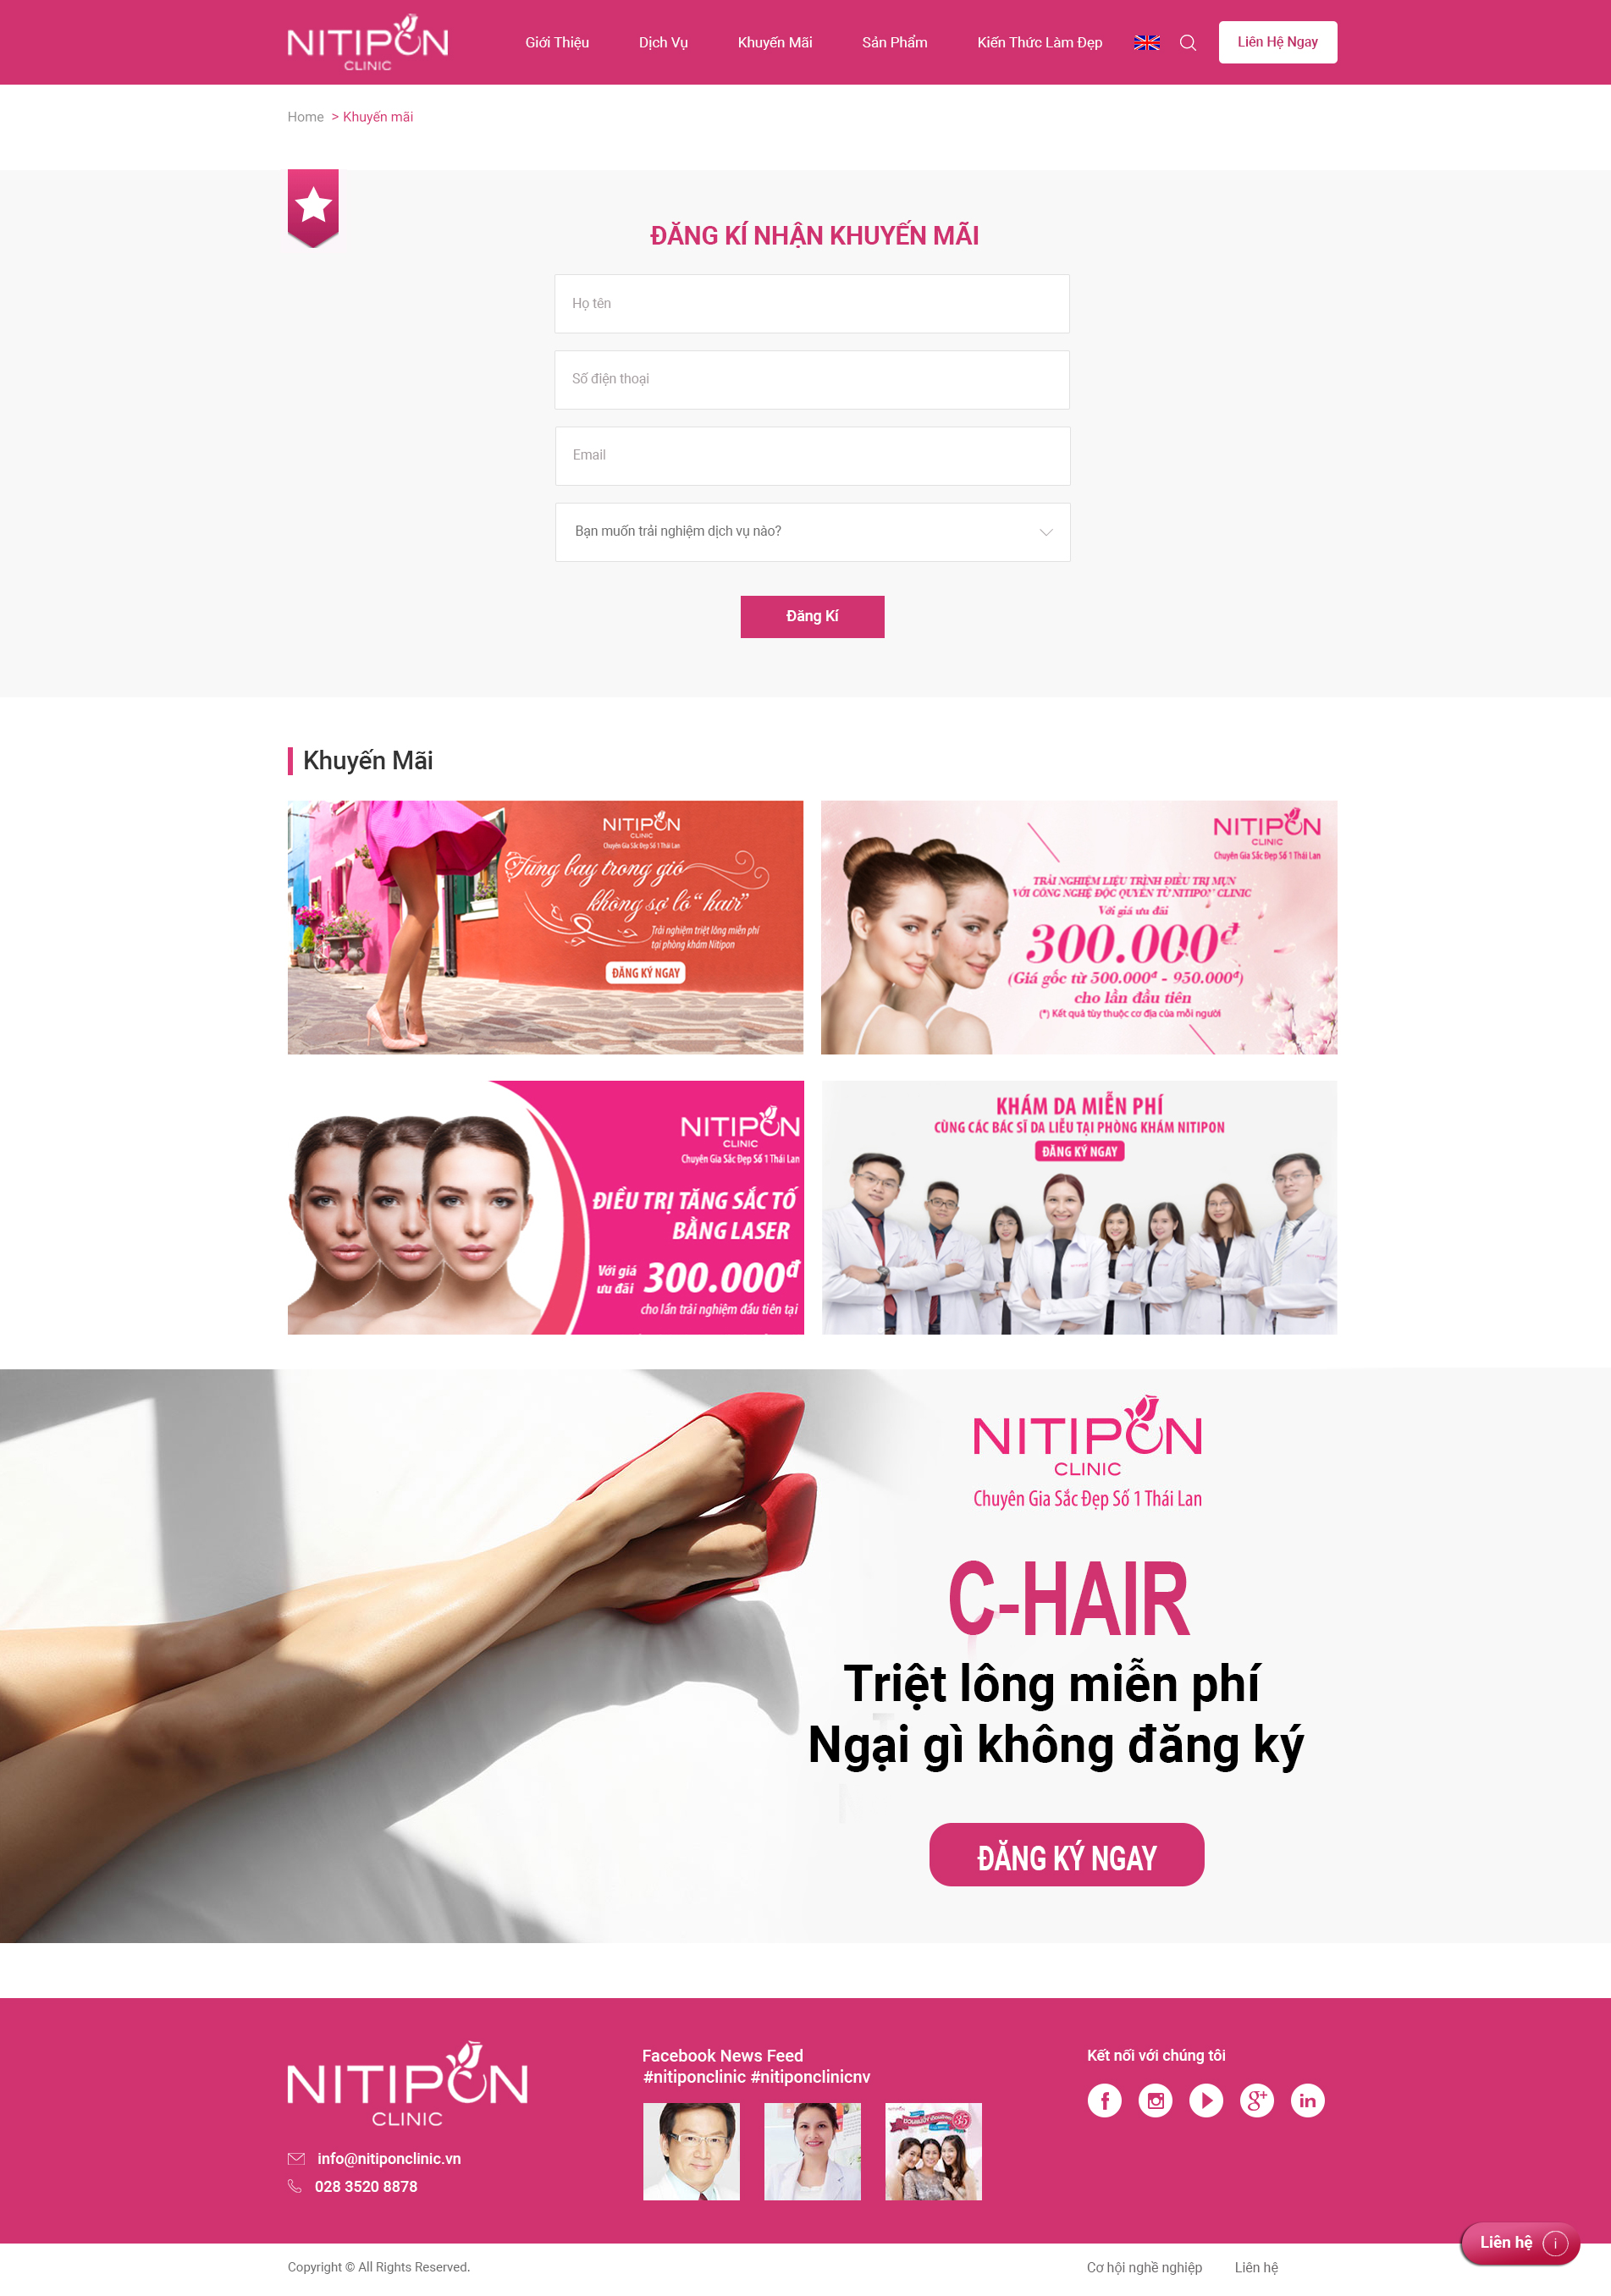 NITIPON
CLINIC
Giới Thiệu
Dịch Vụ
Khuyến Mãi
Sản Phẩm
Kiến Thức Làm Đẹp
Liên Hệ Ngay
Home > Khuyến mãi
ĐĂNG KÍ NHẬN KHUYẾN MÃI
Họ tên
Số điện thoại
Email
Bạn muốn trải nghiệm dịch vụ nào?
Đăng Kí
Khuyến Mãi
NITIPON
CLINIC
Chuyên Gia Sắc Đẹp Số 1 Thái Lan
Tung bay trong gió
không sợ ló "hair"
Trải nghiệm triệt lông miễn phí
tại phòng khám Nitipon
ĐĂNG KÝ NGAY
NITIPON
CLINIC
Chuyên Gia Sắc Đẹp Số 1 Thái Lan
TRẢI NGHIỆM LIỆU TRÌNH ĐIỀU TRỊ MỤN
VỚI CÔNG NGHỆ ĐỘC QUYỀN TỪ NITIPON CLINIC
Với giá ưu đãi
300.000đ
(Giá gốc từ 500.000đ - 950.000đ)
cho lần đầu tiên
(*) Kết quả tùy thuộc cơ địa của mỗi người
NITIPON
CLINIC
Chuyên Gia Sắc Đẹp Số 1 Thái Lan
ĐIỀU TRỊ TĂNG SẮC TỐ
BẰNG LASER
Với giá
ưu đãi 300.000đ
cho lần trải nghiệm đầu tiên tại
KHÁM DA MIỄN PHÍ
CÙNG CÁC BÁC SĨ DA LIỄU TẠI PHÒNG KHÁM NITIPON
ĐĂNG KÝ NGAY
NITIPON
CLINIC
Chuyên Gia Sắc Đẹp Số 1 Thái Lan
C-HAIR
Triệt lông miễn phí
Ngại gì không đăng ký
ĐĂNG KÝ NGAY
NITIPON
CLINIC
info@nitiponclinic.vn
028 3520 8878
Facebook News Feed
#nitiponclinic #nitiponclinicnv
35
Kết nối với chúng tôi
Liên hệ
Copyright © All Rights Reserved.
Cơ hội nghề nghiệp
Liên hệ